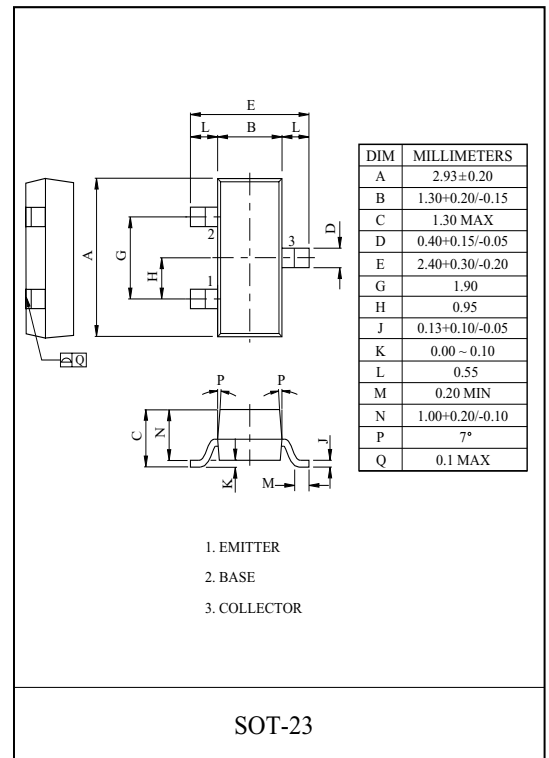 E
L B L
A
G
H
D
2
3
1
Q
P P
C
N
K
M
J
DIM MILLIMETERS
A 2.93±0.20
B 1.30+0.20/-0.15
C 1.30 MAX
D 0.40+0.15/-0.05
E 2.40+0.30/-0.20
G 1.90
H 0.95
J 0.13+0.10/-0.05
K 0.00 ~ 0.10
L 0.55
M 0.20 MIN
N 1.00+0.20/-0.10
P 7°
Q 0.1 MAX
1. EMITTER
2. BASE
3. COLLECTOR
SOT-23